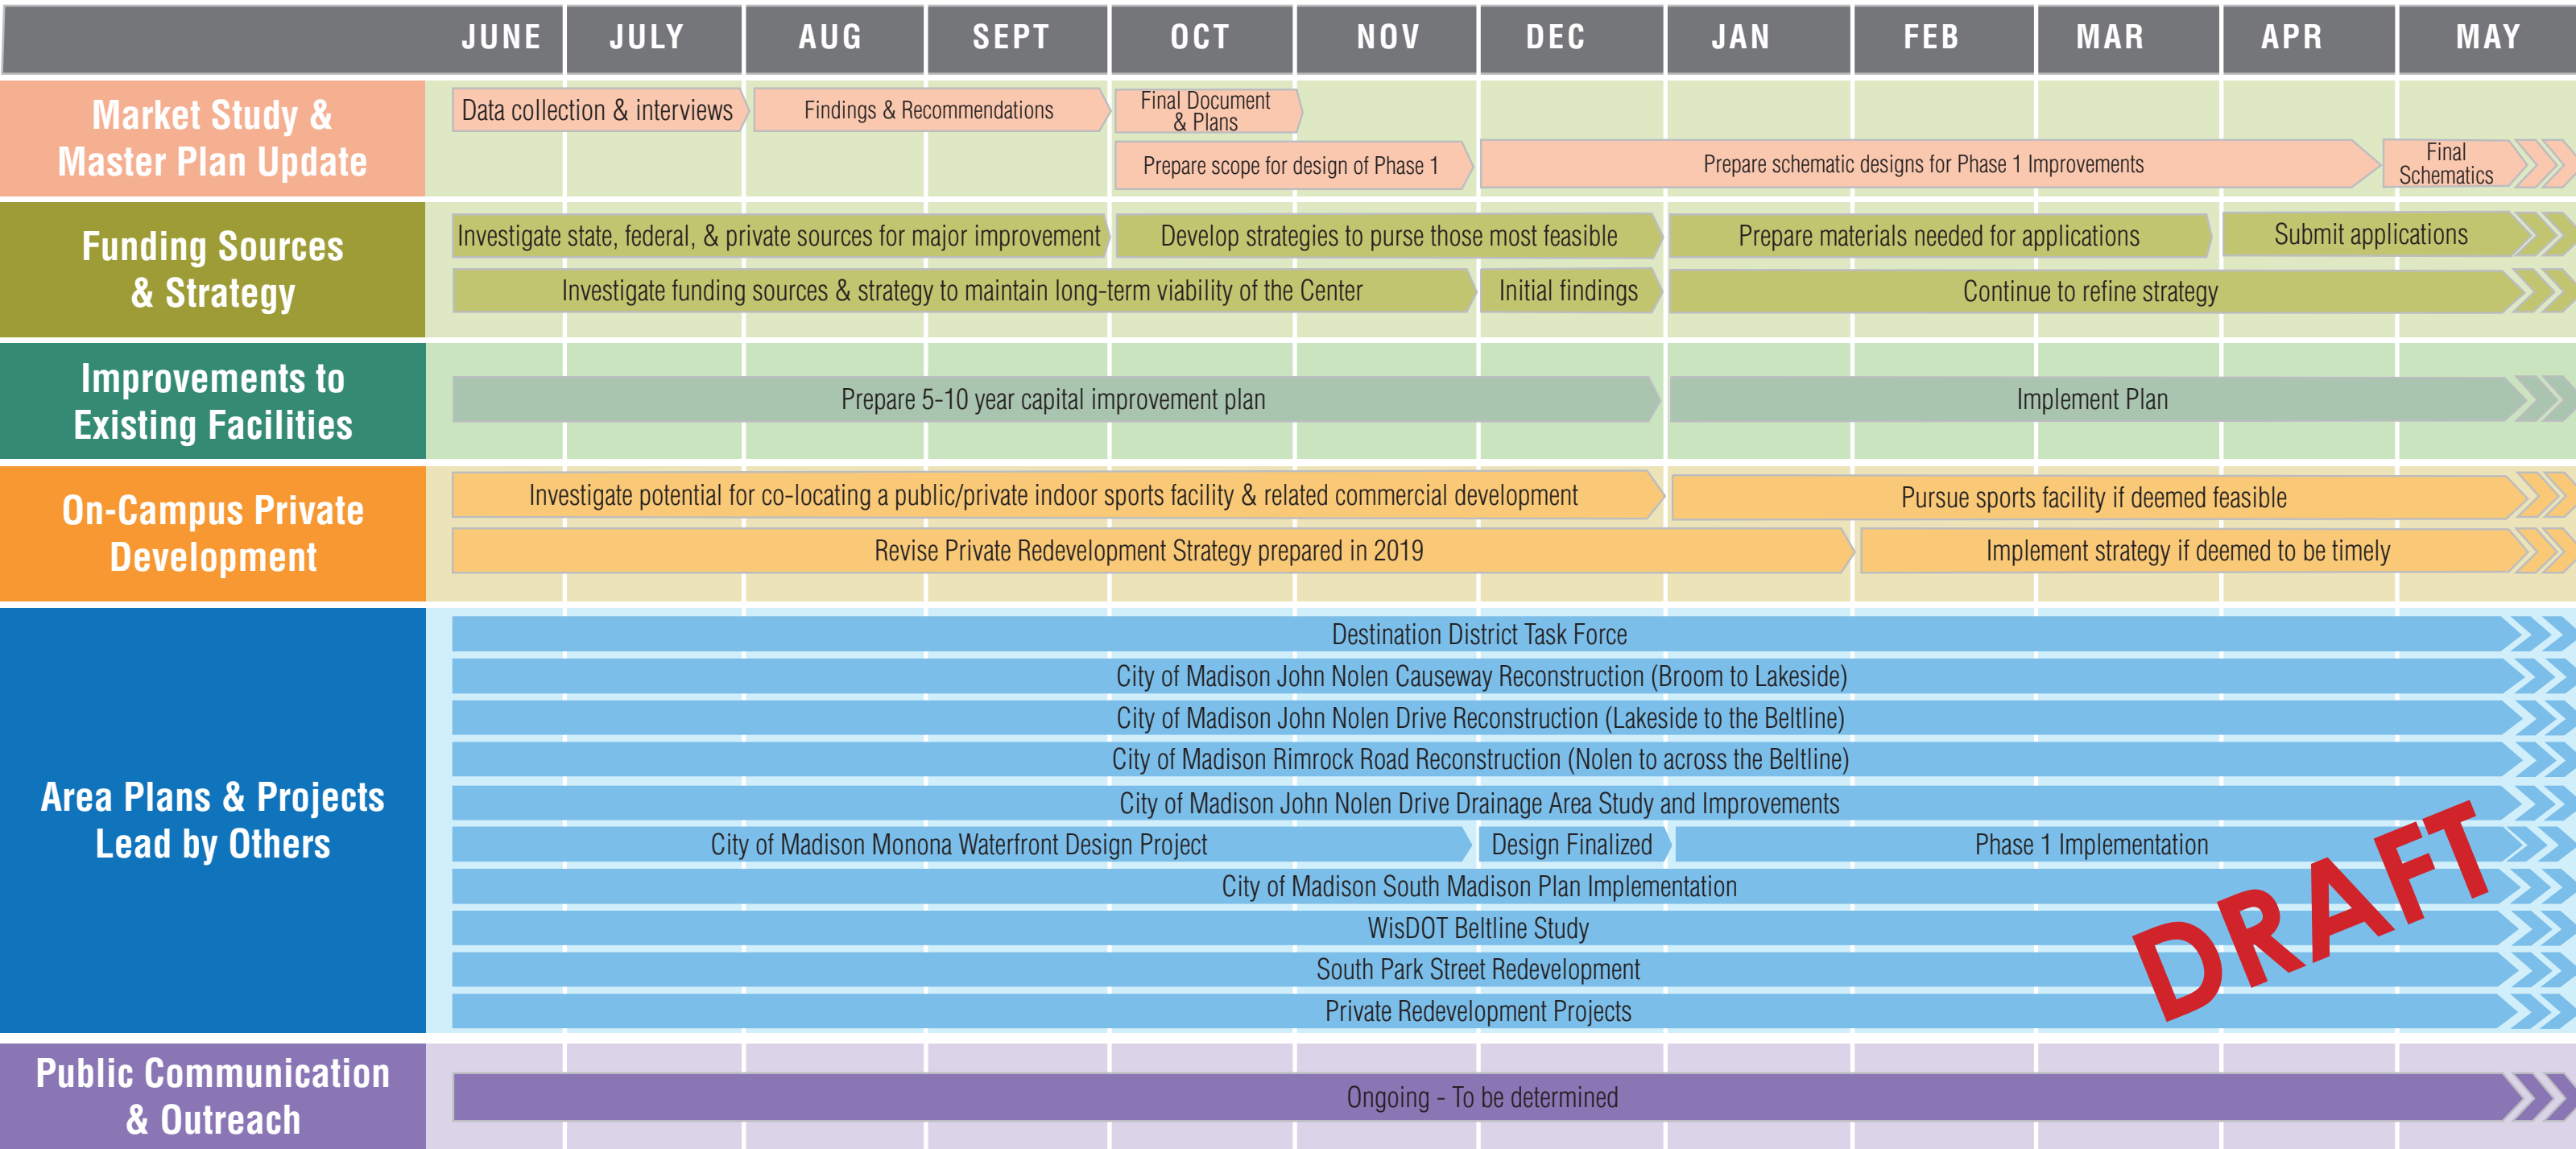 JUNE JULY AUG SEPT OCT NOV DEC JAN FEB MAR APR MAY
Market Study &
Master Plan Update
Data collection & interviews
Findings & Recommendations
Final Document
& Plans
Prepare scope for design of Phase 1
Prepare schematic designs for Phase 1 Improvements
Final
Schematics
Funding Sources
& Strategy
Investigate state, federal, & private sources for major improvement
Develop strategies to purse those most feasible
Prepare materials needed for applications
Submit applications
Investigate funding sources & strategy to maintain long-term viability of the Center
Initial findings
Continue to refine strategy
Improvements to
Existing Facilities
Prepare 5-10 year capital improvement plan
Implement Plan
On-Campus Private
Development
Investigate potential for co-locating a public/private indoor sports facility & related commercial development
Pursue sports facility if deemed feasible
Revise Private Redevelopment Strategy prepared in 2019
Implement strategy if deemed to be timely
Area Plans & Projects
Lead by Others
Destination District Task Force
City of Madison John Nolen Causeway Reconstruction (Broom to Lakeside)
City of Madison John Nolen Drive Reconstruction (Lakeside to the Beltline)
City of Madison Rimrock Road Reconstruction (Nolen to across the Beltline)
City of Madison John Nolen Drive Drainage Area Study and Improvements
City of Madison Monona Waterfront Design Project
Design Finalized
Phase 1 Implementation
City of Madison South Madison Plan Implementation
WisDOT Beltline Study
South Park Street Redevelopment
Private Redevelopment Projects
DRAFT
Public Communication
& Outreach
Ongoing - To be determined